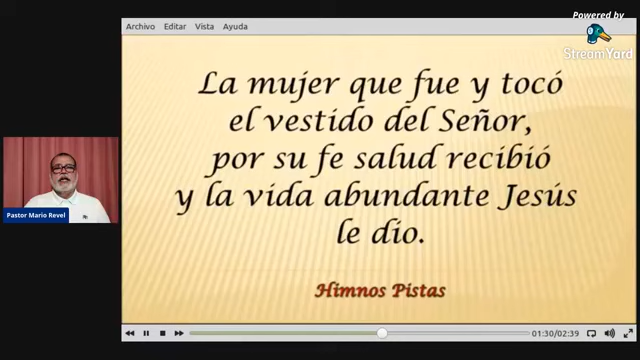 Powered by
StreamYard
Archivo Editar Vista Ayuda
La mujer que fue y tocó
el vestido del Señor,
por su fe salud recibió
y la vida abundante Jesús
le dio.
Himnos Pistas
Pastor Mario Revel
01:30/02:39